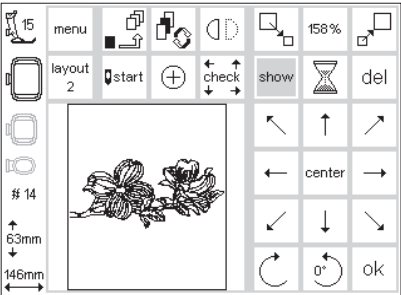 15
menu
158%
layout
2
start
check
show
del
# 14
center
63mm
146mm
0°
ok